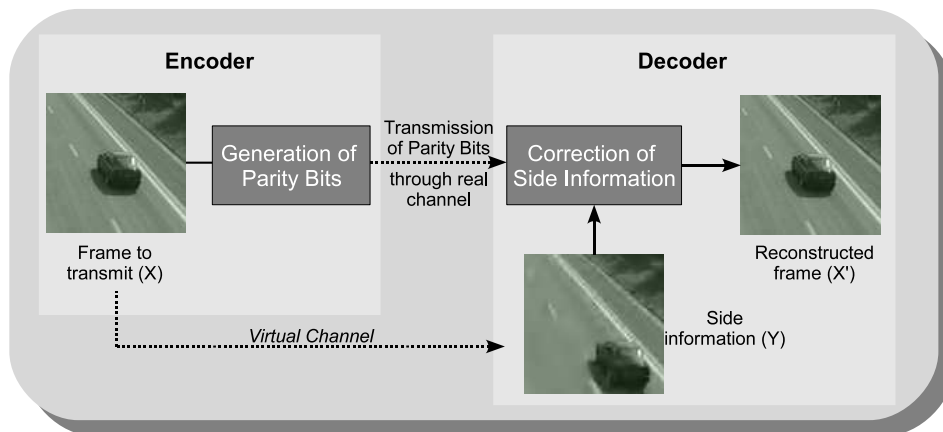 Encoder
Decoder
Generation of
Parity Bits
Transmission
of Parity Bits
through real
channel
Correction of
Side Information
Frame to
transmit (X)
Reconstructed
frame (X')
Virtual Channel
Side
information (Y)